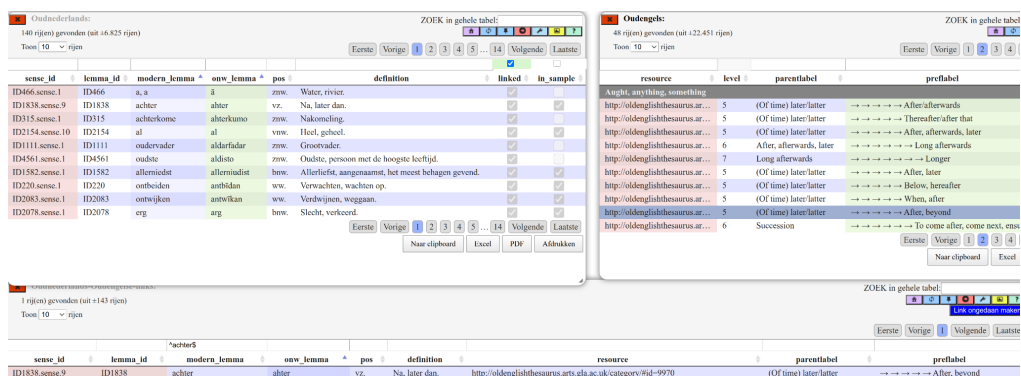 Oudnederlands:
ZOEK in gehele tabel:
140 rij(en) gevonden (uit ±6.825 rijen)
Toon 10 rijen
Eerste Vorige 1 2 3 4 5 … 14 Volgende Laatste
sense_id lemma_id modern_lemma onw_lemma pos definition linked in_sample
ID466.sense.1 ID466 a, a ā znw. Water, rivier.
ID1838.sense.9 ID1838 achter ahter vz. Na, later dan.
ID315.sense.1 ID315 achterkome ahterkumo znw. Nakomeling.
ID2154.sense.10 ID2154 al al vnw. Heel, geheel.
ID1111.sense.1 ID1111 oudervader aldarfadar znw. Grootvader.
ID4561.sense.1 ID4561 oudste aldisto znw. Oudste, persoon met de hoogste leeftijd.
ID1582.sense.1 ID1582 allerniedst allerniudist bnw. Allerliefst, aangenaamst, het meest behagen gevend.
ID220.sense.1 ID220 ontbeiden antbīdan ww. Verwachten, wachten op.
ID2083.sense.1 ID2083 ontwijken antwīkan ww. Verdwijnen, weggaan.
ID2078.sense.1 ID2078 erg arg bnw. Slecht, verkeerd.
Eerste Vorige 1 2 3 4 5 … 14 Volgende Laatste
Naar clipboard Excel PDF Afdrukken
Oudengels:
ZOEK in gehele tabel:
48 rij(en) gevonden (uit ±22.451 rijen)
Toon 10 rijen
Eerste Vorige 1 2 3 4
resource level parentlabel preflabel
Aught, anything, something
http://oldenglishthesaurus.ar… 5 (Of time) later/latter → → → → → After/afterwards
http://oldenglishthesaurus.ar… 5 (Of time) later/latter → → → → → Thereafter/after that
http://oldenglishthesaurus.ar… 5 (Of time) later/latter → → → → → After, afterwards, later
http://oldenglishthesaurus.ar… 6 After, afterwards, later → → → → → → Long afterwards
http://oldenglishthesaurus.ar… 7 Long afterwards → → → → → → → Longer
http://oldenglishthesaurus.ar… 5 (Of time) later/latter → → → → → After, later
http://oldenglishthesaurus.ar… 5 (Of time) later/latter → → → → → Below, hereafter
http://oldenglishthesaurus.ar… 5 (Of time) later/latter → → → → → When, after
http://oldenglishthesaurus.ar… 5 (Of time) later/latter → → → → → After, beyond
http://oldenglishthesaurus.ar… 6 Succession → → → → → → To come after, come next, ensu
Eerste Vorige 1 2 3 4
Naar clipboard Excel
Oudnederlands-Oudengelse-links:
ZOEK in gehele tabel:
1 rij(en) gevonden (uit ±143 rijen)
Toon 10 rijen
Link ongedaan maken
Eerste Vorige 1 Volgende Laatste
^achter$
sense_id lemma_id modern_lemma onw_lemma pos definition resource parentlabel preflabel
ID1838.sense.9 ID1838 achter ahter vz. Na, later dan. http://oldenglishthesaurus.arts.gla.ac.uk/category/#id=9970 (Of time) later/latter → → → → → After, beyond